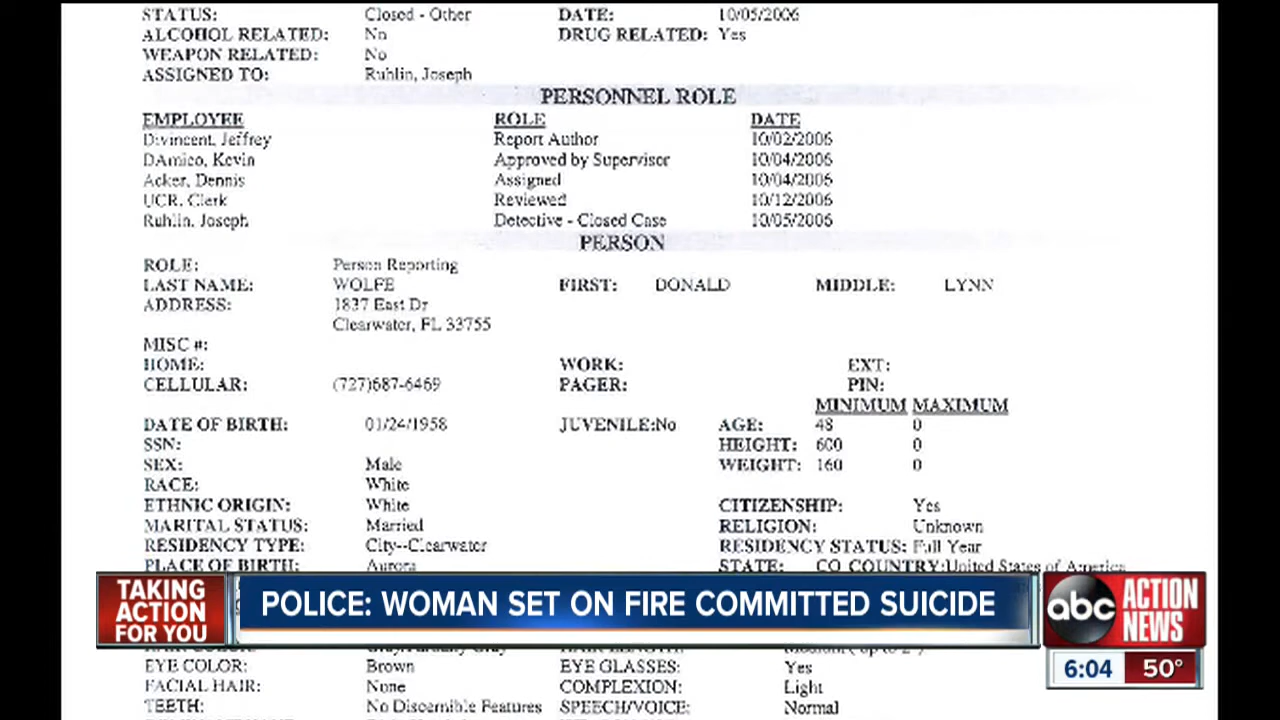 STATUS: Closed - Other DATE: 10/05/2006
ALCOHOL RELATED: No DRUG RELATED: Yes
WEAPON RELATED: No
ASSIGNED TO: Ruhlin, Joseph
PERSONNEL ROLE
EMPLOYEE ROLE DATE
Divincent, Jeffrey Report Author 10/02/2006
DAmico, Kevin Approved by Supervisor 10/04/2006
Acker, Dennis Assigned 10/04/2006
UCR, Clerk Reviewed 10/12/2006
Ruhlin, Joseph Detective - Closed Case 10/05/2006
PERSON
ROLE: Person Reporting
LAST NAME: WOLFE FIRST: DONALD MIDDLE: LYNN
ADDRESS: 1837 East Dr
Clearwater, FL 33755
MISC #:
HOME: WORK: EXT:
CELLULAR: (727)687-6469 PAGER: PIN:
MINIMUM MAXIMUM
DATE OF BIRTH: 01/24/1958 JUVENILE:No AGE: 48 0
SSN: HEIGHT: 600 0
SEX: Male WEIGHT: 160 0
RACE: White
ETHNIC ORIGIN: White CITIZENSHIP: Yes
MARITAL STATUS: Married RELIGION: Unknown
RESIDENCY TYPE: City--Clearwater RESIDENCY STATUS: Full Year
PLACE OF BIRTH: Aurora STATE: CO COUNTRY:United States of America
TAKING
ACTION
FOR YOU
POLICE: WOMAN SET ON FIRE COMMITTED SUICIDE
abc ACTION
NEWS
6:04 50°
EYE COLOR: Brown EYE GLASSES: Yes
FACIAL HAIR: None COMPLEXION: Light
TEETH: No Discernible Features SPEECH/VOICE: Normal